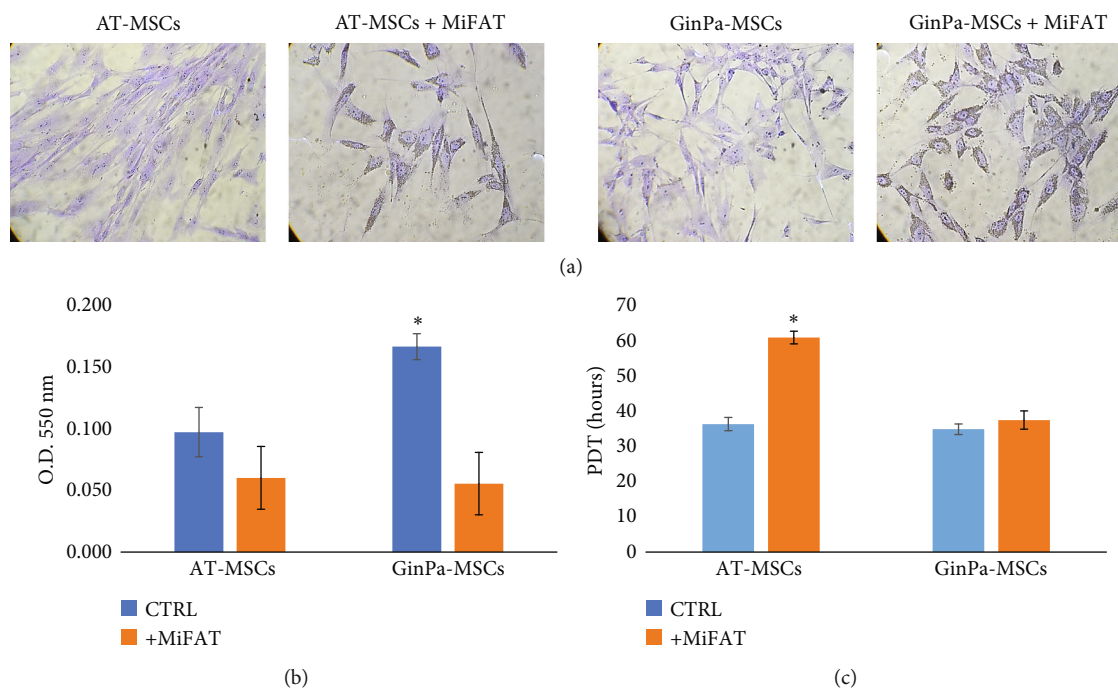 AT-MSCs
AT-MSCs + MiFAT
GinPa-MSCs
GinPa-MSCs + MiFAT
(a)
0.200
0.150
0.100
0.050
0.000
O.D. 550 nm
*
AT-MSCs
GinPa-MSCs
CTRL
+MiFAT
(b)
70
60
50
40
30
20
10
0
PDT (hours)
*
AT-MSCs
GinPa-MSCs
CTRL
+MiFAT
(c)